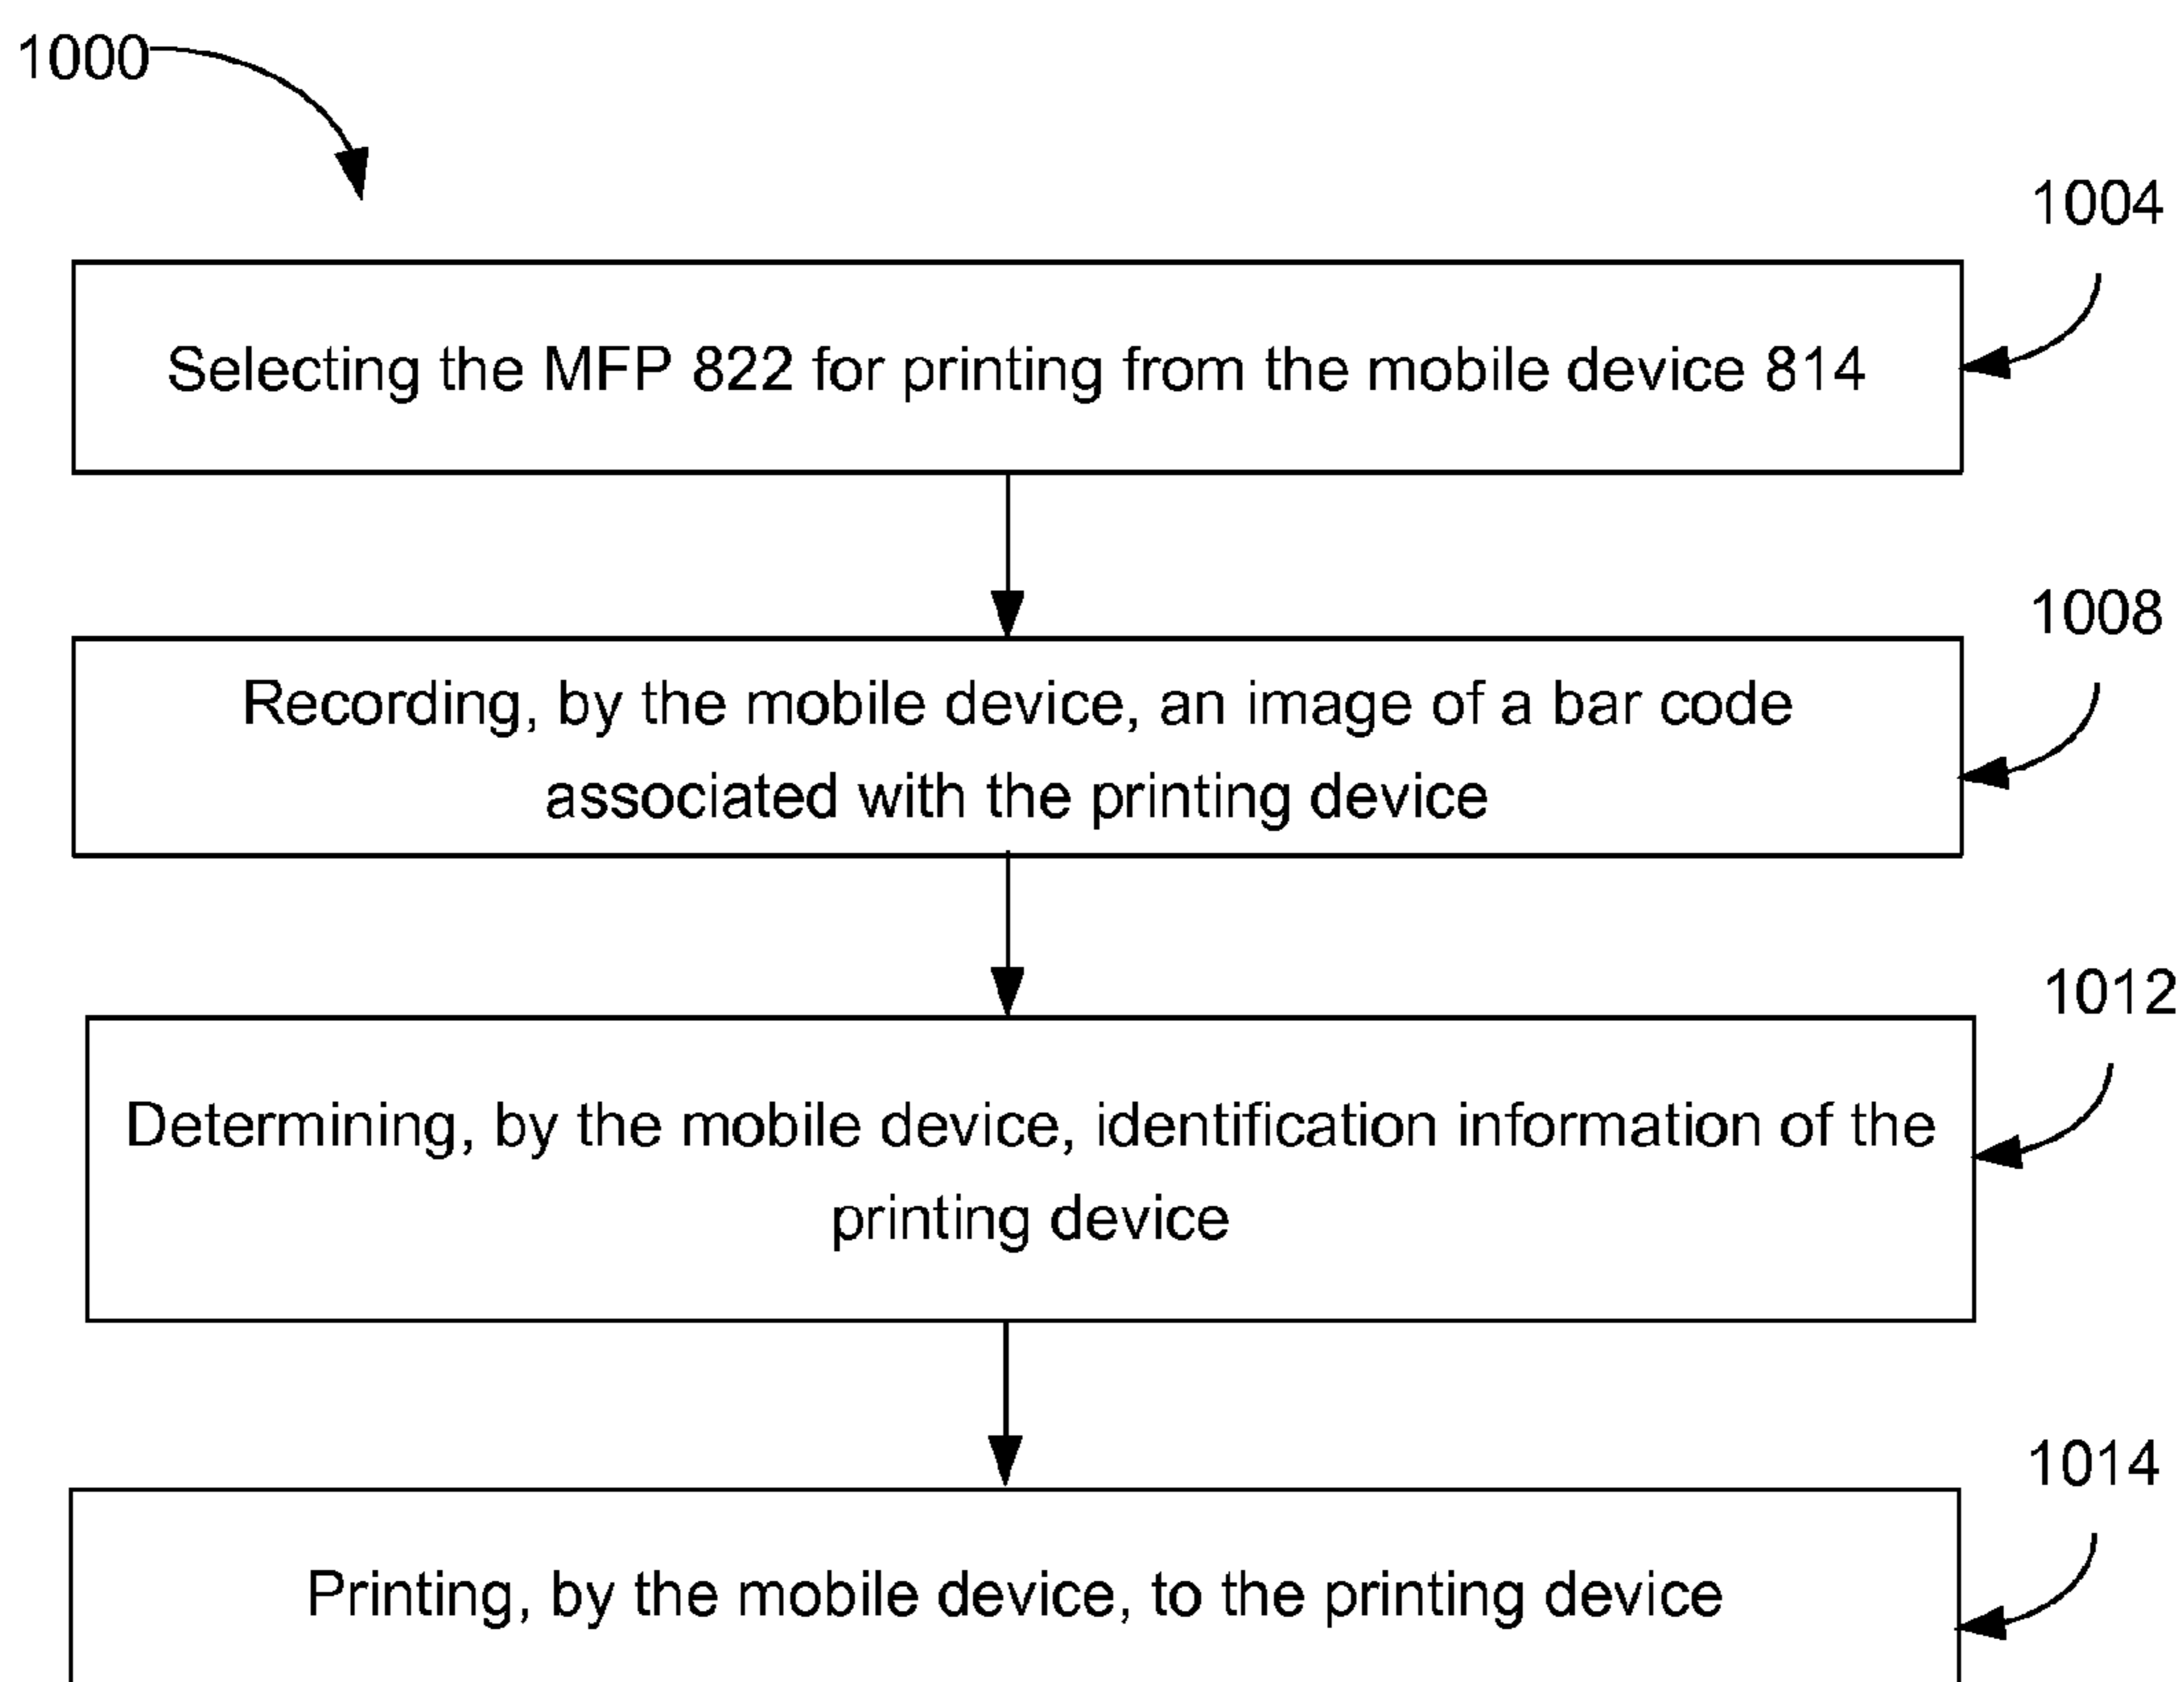 1000
1004
Selecting the MFP 822 for printing from the mobile device 814
1008
Recording, by the mobile device, an image of a bar code
associated with the printing device
1012
Determining, by the mobile device, identification information of the
printing device
1014
Printing, by the mobile device, to the printing device